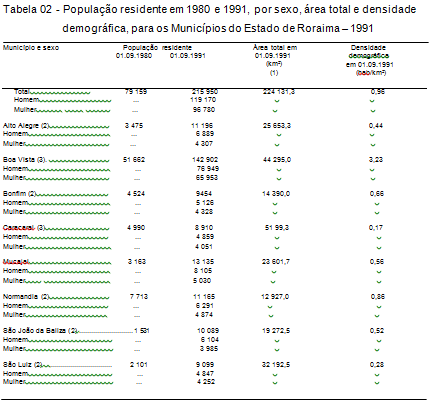 Tabela 02 - População residente em 1980 e 1991, por sexo, área total e densidade
demográfica, para os Municípios do Estado de Roraima – 1991
Município e sexo População residente Área total em Densidade
01.09.1980 01.09.1991 01.09.1991 demográfica
(km²) em 01.09.1991
(1) (hab/km²)
Total 79 159 215 950 224 131,3 0,96
Homem ... 119 170
Mulher ... 96 780
Alto Alegre (2) 3 475 11 196 25 653,3 0,44
Homem ... 6 889
Mulher ... 4 307
Boa Vista (3) 51 662 142 902 44 295,0 3,23
Homem ... 76 949
Mulher ... 65 953
Bonfim (2) 4 524 9454 14 390,0 0,66
Homem ... 5 126
Mulher ... 4 328
Caracaraí (3) 4 990 8 910 51 99,3 0,17
Homem ... 4 859
Mulher ... 4 051
Mucajaí 3 163 13 135 23 601,7 0,56
Homem ... 8 105
Mulher ... 5 030
Normandia (2) 7 713 11 165 12 927,0 0,86
Homem ... 6 291
Mulher ... 4 874
São João da Baliza (2) 1 531 10 089 19 272,5 0,52
Homem ... 6 104
Mulher ... 3 985
São Luiz (2) 2 101 9 099 32 192,5 0,28
Homem ... 4 847
Mulher ... 4 252